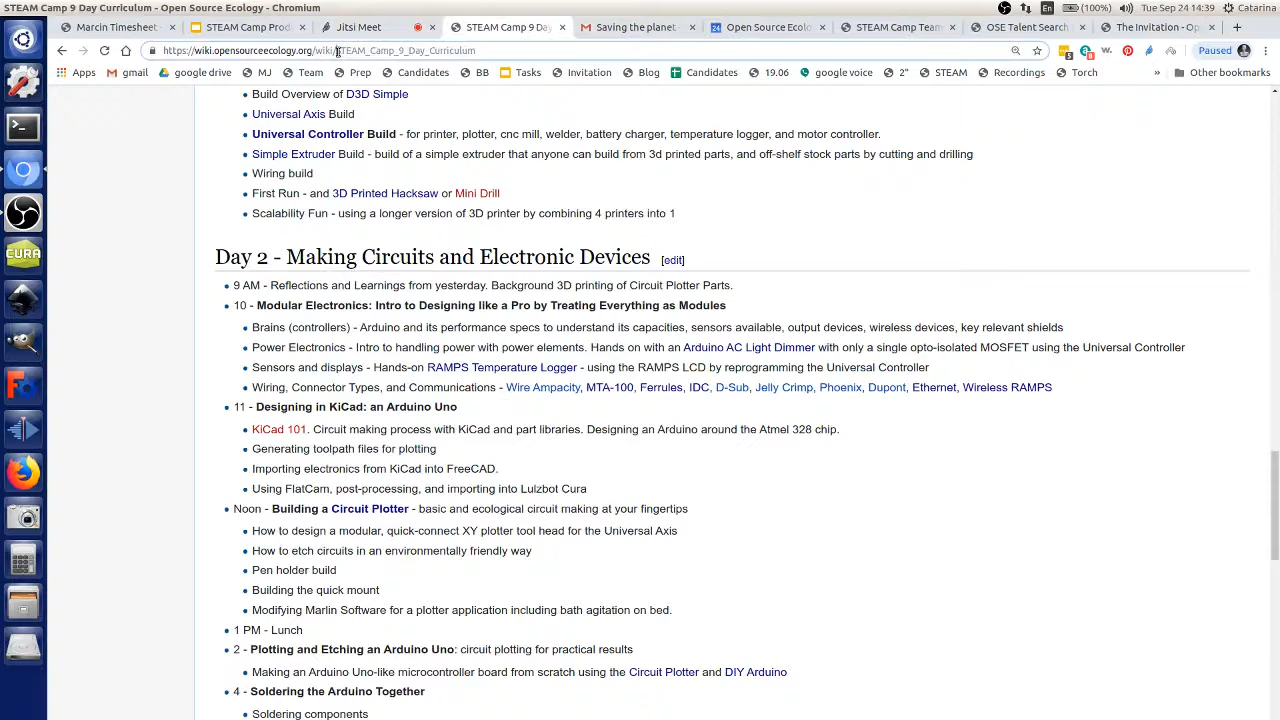 STEAM Camp 9 Day Curriculum - Open Source Ecology - Chromium
En (100%) Tue Sep 24 14:39 Catarina
Marcin Timesheet - STEAM Camp Prod Jitsi Meet STEAM Camp 9 Day Saving the planet - Open Source Ecolo STEAM Camp Team OSE Talent Search The Invitation - Op
https://wiki.opensourceecology.org/wiki/STEAM_Camp_9_Day_Curriculum Paused
Apps gmail google drive MJ Team Prep Candidates BB Tasks Invitation Blog Candidates 19.06 google voice 2" STEAM Recordings Torch » Other bookmarks
Build Overview of D3D Simple
Universal Axis Build
Universal Controller Build - for printer, plotter, cnc mill, welder, battery charger, temperature logger, and motor controller.
Simple Extruder Build - build of a simple extruder that anyone can build from 3d printed parts, and off-shelf stock parts by cutting and drilling
Wiring build
First Run - and 3D Printed Hacksaw or Mini Drill
Scalability Fun - using a longer version of 3D printer by combining 4 printers into 1
Day 2 - Making Circuits and Electronic Devices [edit]
9 AM - Reflections and Learnings from yesterday. Background 3D printing of Circuit Plotter Parts.
10 - Modular Electronics: Intro to Designing like a Pro by Treating Everything as Modules
Brains (controllers) - Arduino and its performance specs to understand its capacities, sensors available, output devices, wireless devices, key relevant shields
Power Electronics - Intro to handling power with power elements. Hands on with an Arduino AC Light Dimmer with only a single opto-isolated MOSFET using the Universal Controller
Sensors and displays - Hands-on RAMPS Temperature Logger - using the RAMPS LCD by reprogramming the Universal Controller
Wiring, Connector Types, and Communications - Wire Ampacity, MTA-100, Ferrules, IDC, D-Sub, Jelly Crimp, Phoenix, Dupont, Ethernet, Wireless RAMPS
11 - Designing in KiCad: an Arduino Uno
KiCad 101. Circuit making process with KiCad and part libraries. Designing an Arduino around the Atmel 328 chip.
Generating toolpath files for plotting
Importing electronics from KiCad into FreeCAD.
Using FlatCam, post-processing, anm importing into Lulzbot Cura
Noon - Building a Circuit Plotter - basic and ecological circuit making at your fingertips
How to design a modular, quick-connect XY plotter tool head for the Universal Axis
How to etch circuits in an environmentally friendly way
Pen holder build
Building the quick mount
Modifying Marlin Software for a plotter application including bath agitation on bed.
1 PM - Lunch
2 - Plotting and Etching an Arduino Uno: circuit plotting for practical results
Making an Arduino Uno-like microcontroller board from scratch using the Circuit Plotter and DIY Arduino
4 - Soldering the Arduino Together
Soldering components
CURA